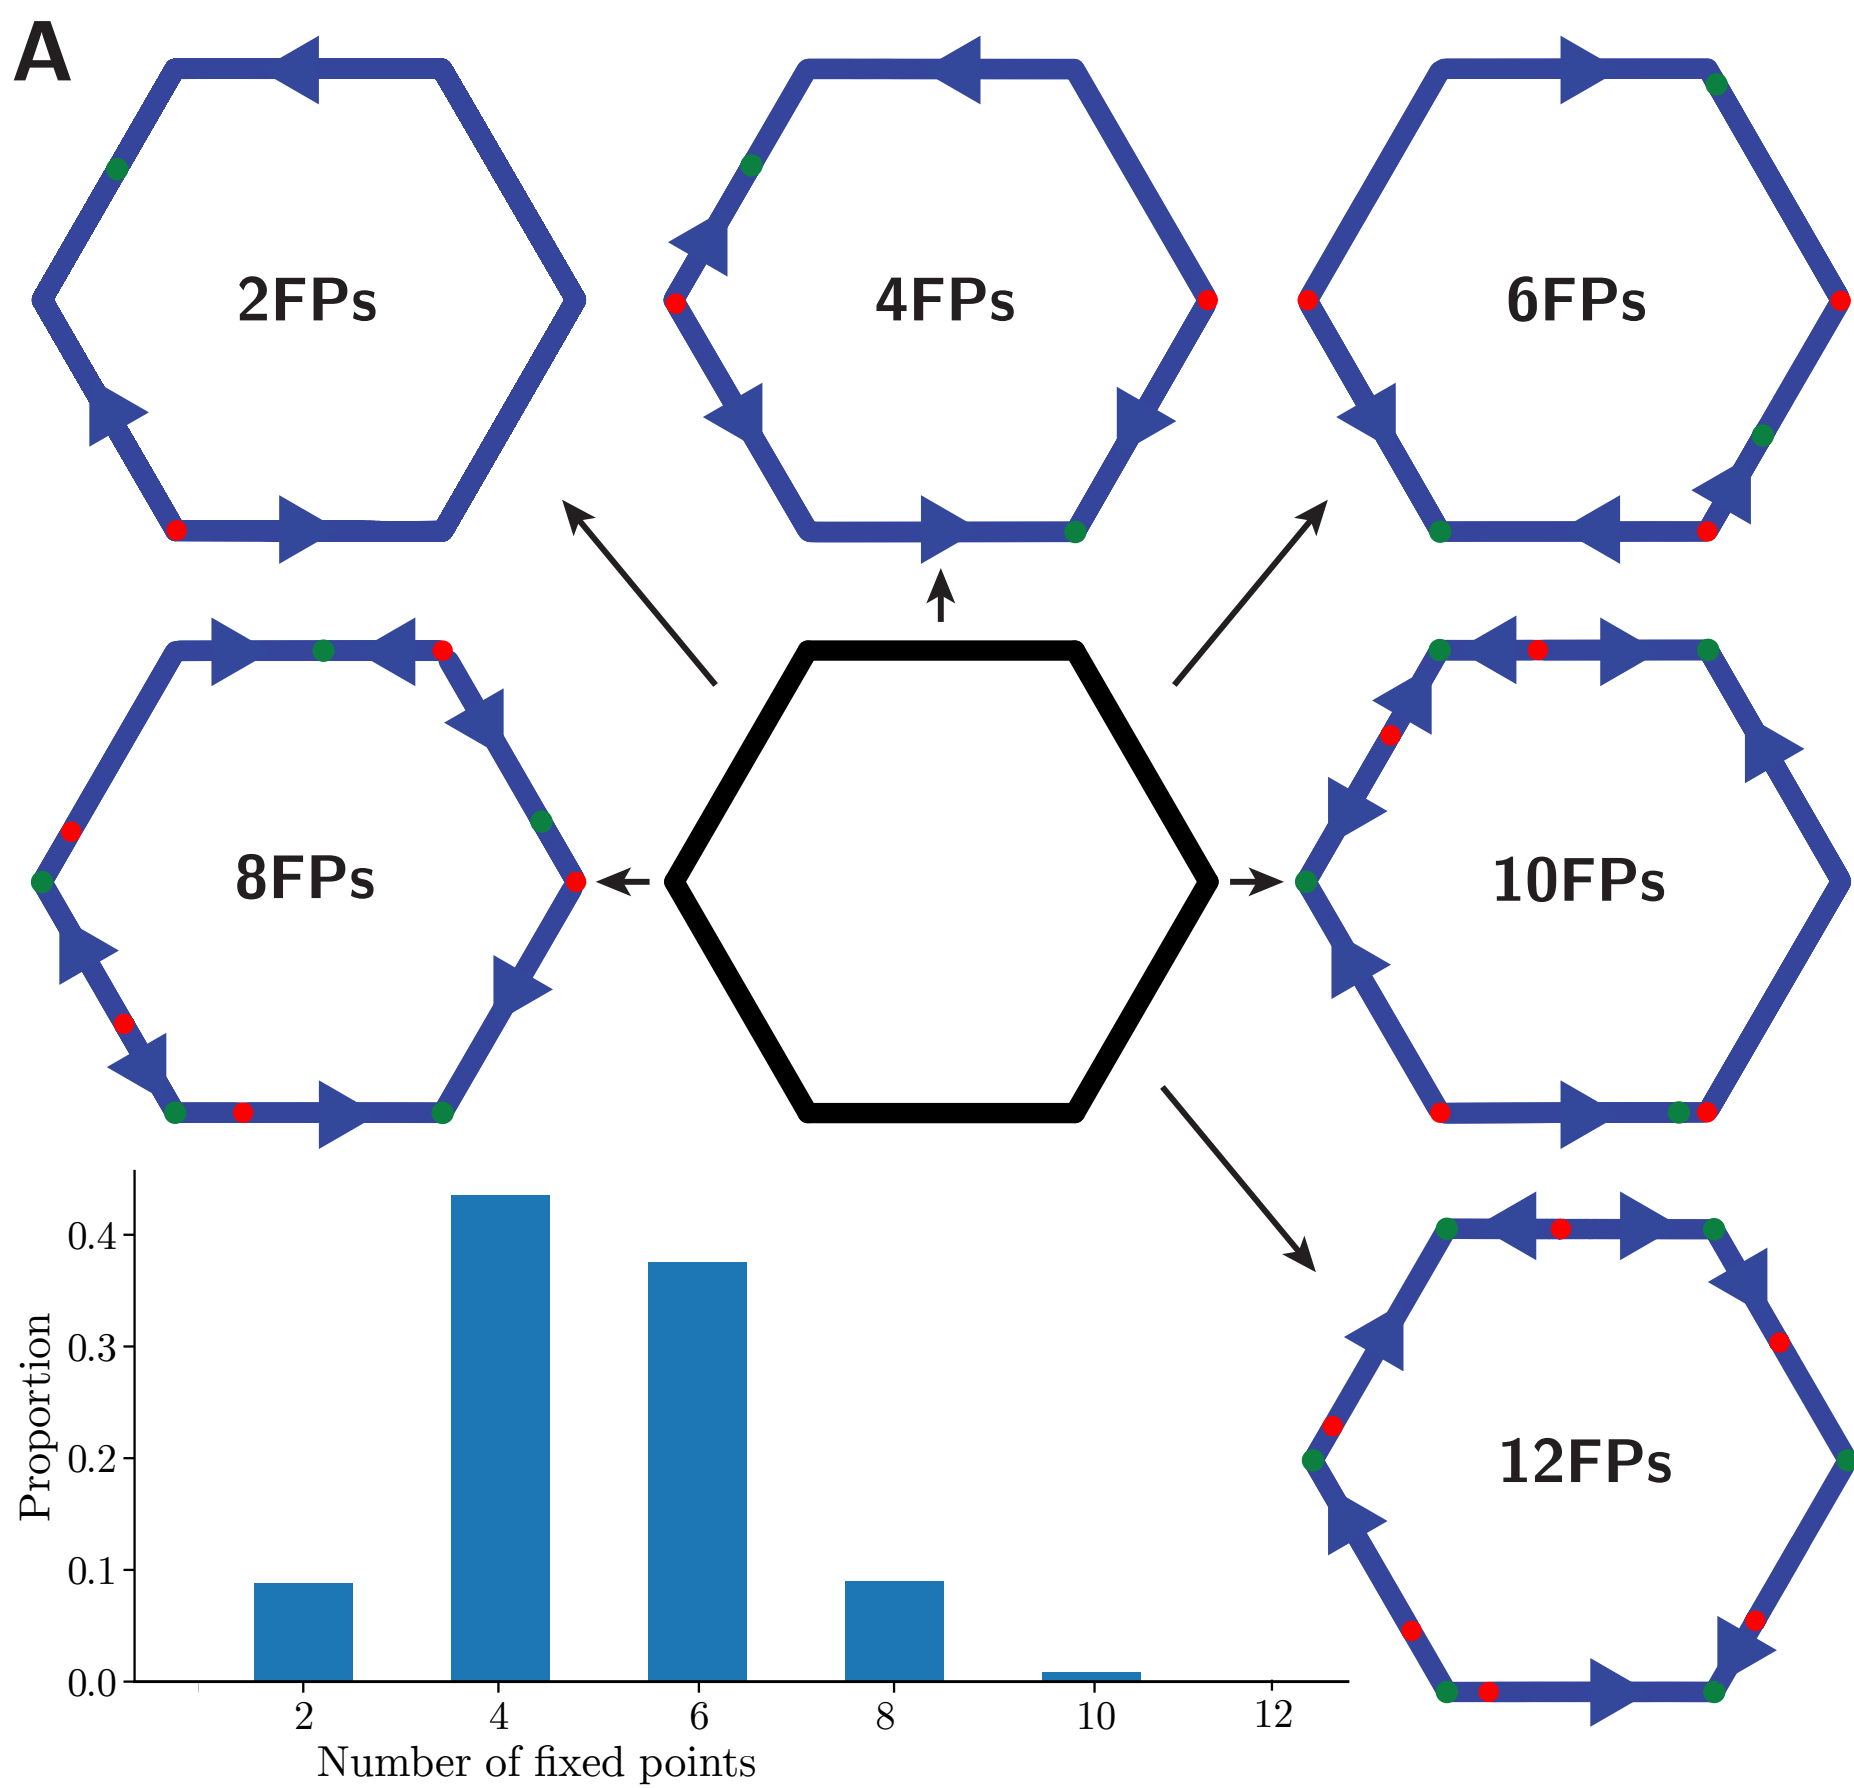 A
2FPs
4FPs
6FPs
8FPs
10FPs
12FPs
Proportion
0.4
0.3
0.2
0.1
0.0
2 4 6 8 10 12
Number of fixed points